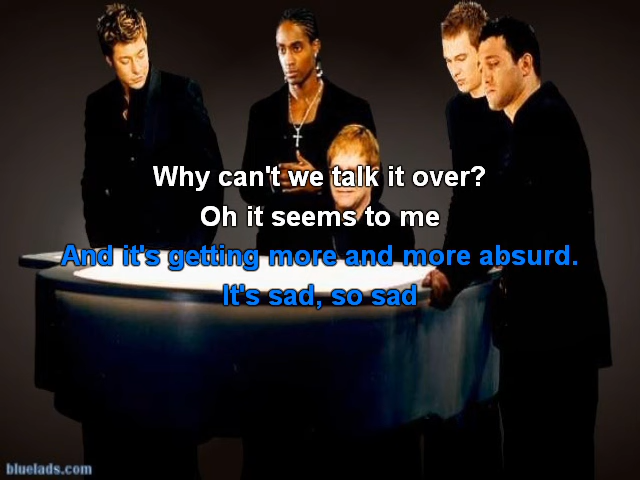 Why can't we talk it over?
Oh it seems to me
And it's getting more and more absurd.
It's sad, so sad
bluelads.com